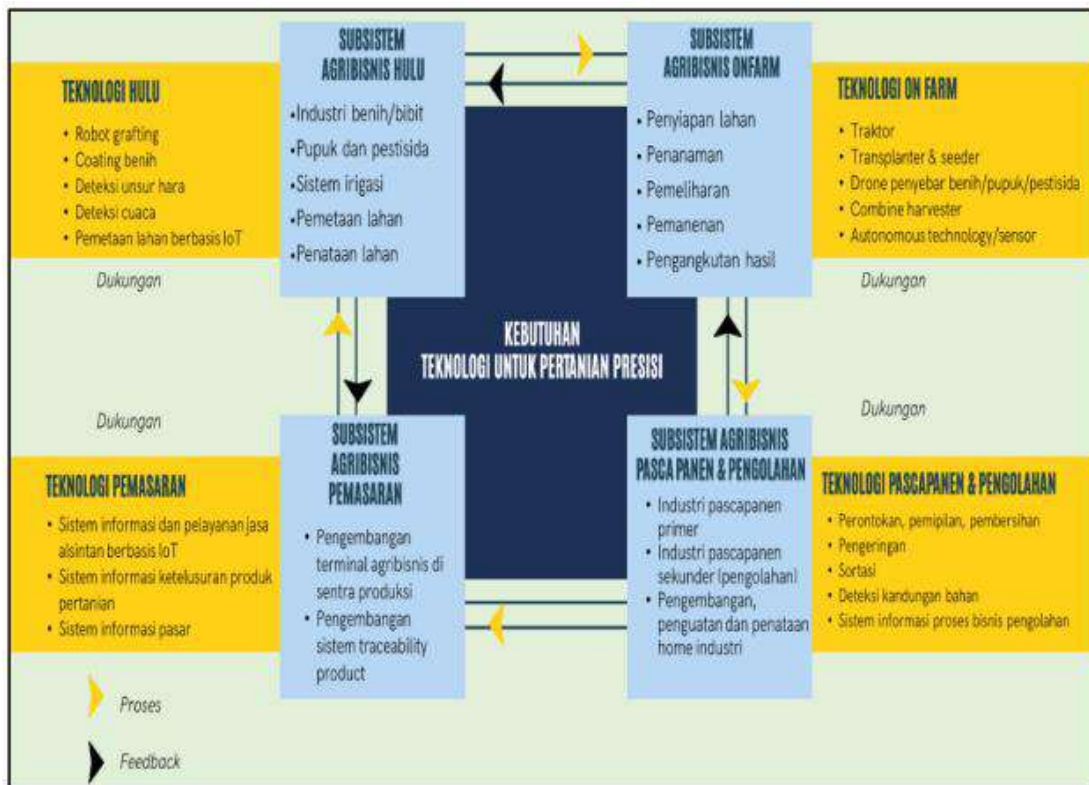 SUBSISTEM
AGRIBISNIS HULU
•Industri benih/bibit
•Pupuk dan pestisida
•Sistem irigasi
•Pemetaan lahan
•Penataan lahan
SUBSISTEM
AGRIBISNIS ONFARM
• Penyiapan lahan
• Penanaman
• Pemeliharan
• Pemanenan
• Pengangkutan hasil
TEKNOLOGI HULU
• Robot grafting
• Coating benih
• Deteksi unsur hara
• Deteksi cuaca
• Pemetaan lahan berbasis IoT
Dukungan
TEKNOLOGI ON FARM
• Traktor
• Transplanter & seeder
• Drone penyebar benih/pupuk/pestisida
• Combine harvester
• Autonomous technology/sensor
Dukungan
KEBUTUHAN
TEKNOLOGI UNTUK PERTANIAN PRESISI
Dukungan
TEKNOLOGI PEMASARAN
• Sistem informasi dan pelayanan jasa
alsintan berbasis IoT
• Sistem informasi ketelusuran produk
pertanian
• Sistem informasi pasar
SUBSISTEM
AGRIBISNIS
PEMASARAN
• Pengembangan
terminal agribisnis di
sentra produksi
• Pengembangan
sistem traceability
product
SUBSISTEM AGRIBISNIS
PASCA PANEN & PENGOLAHAN
• Industri pascapanen
primer
• Industri pascapanen
sekunder (pengolahan)
• Pengembangan,
penguatan dan penataan
home industri
Dukungan
TEKNOLOGI PASCAPANEN & PENGOLAHAN
• Perontokan, pemipilan, pembersihan
• Pengeringan
• Sortasi
• Deteksi kandungan bahan
• Sistem informasi proses bisnis pengolahan
Proses
Feedback